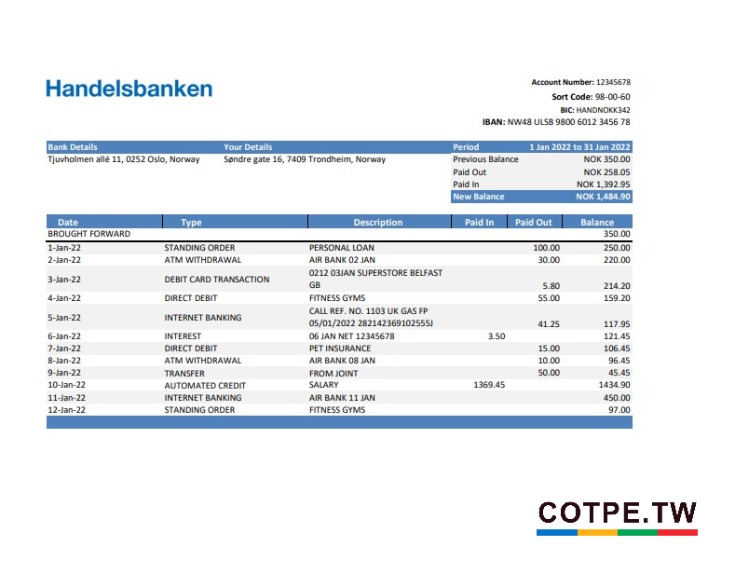 Handelsbanken
Account Number: 12345678
Sort Code: 98-00-60
BIC: HANDNOKK342
IBAN: NW48 ULSB 9800 6012 3456 78
Bank Details Your Details Period 1 Jan 2022 to 31 Jan 2022
Tjuvholmen allé 11, 0252 Oslo, Norway Søndre gate 16, 7409 Trondheim, Norway Previous Balance NOK 350.00
Paid Out NOK 258.05
Paid In NOK 1,392.95
New Balance NOK 1,484.90
Date Type Description Paid In Paid Out Balance
BROUGHT FORWARD 350.00
1-Jan-22 STANDING ORDER PERSONAL LOAN 100.00 250.00
2-Jan-22 ATM WITHDRAWAL AIR BANK 02 JAN 30.00 220.00
3-Jan-22 DEBIT CARD TRANSACTION 0212 03JAN SUPERSTORE BELFAST
GB 5.80 214.20
4-Jan-22 DIRECT DEBIT FITNESS GYMS 55.00 159.20
5-Jan-22 INTERNET BANKING CALL REF. NO. 1103 UK GAS FP
05/01/2022 282142369102555J 41.25 117.95
6-Jan-22 INTEREST 06 JAN NET 12345678 3.50 121.45
7-Jan-22 DIRECT DEBIT PET INSURANCE 15.00 106.45
8-Jan-22 ATM WITHDRAWAL AIR BANK 08 JAN 10.00 96.45
9-Jan-22 TRANSFER FROM JOINT 50.00 45.45
10-Jan-22 AUTOMATED CREDIT SALARY 1369.45 1434.90
11-Jan-22 INTERNET BANKING AIR BANK 11 JAN 450.00
12-Jan-22 STANDING ORDER FITNESS GYMS 97.00
COTPE.TW